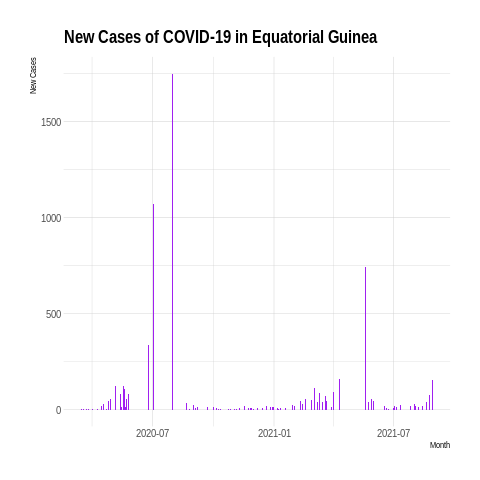 New Cases of COVID-19 in Equatorial Guinea
New Cases
1500
1000
500
0
2020-07
2021-01
2021-07
Month